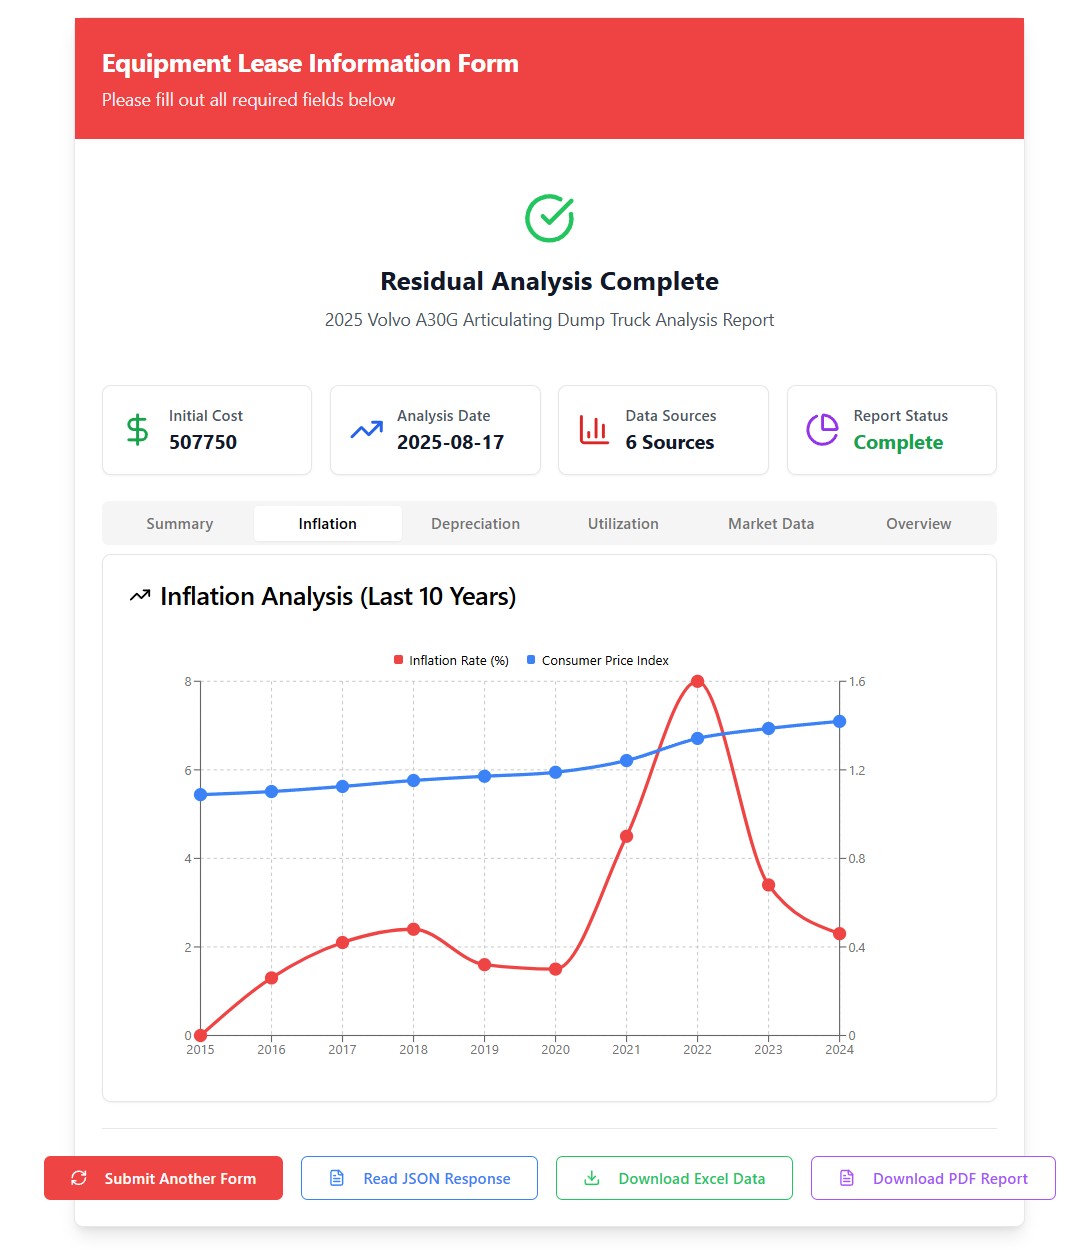 Equipment Lease Information Form
Please fill out all required fields below
Residual Analysis Complete
2025 Volvo A30G Articulating Dump Truck Analysis Report
Initial Cost
507750
Analysis Date
2025-08-17
Data Sources
6 Sources
Report Status
Complete
Summary Inflation Depreciation Utilization Market Data Overview
Inflation Analysis (Last 10 Years)
Inflation Rate (%) Consumer Price Index
8 1.6
6 1.2
4 0.8
2 0.4
0 0
2015 2016 2017 2018 2019 2020 2021 2022 2023 2024
Submit Another Form Read JSON Response Download Excel Data Download PDF Report